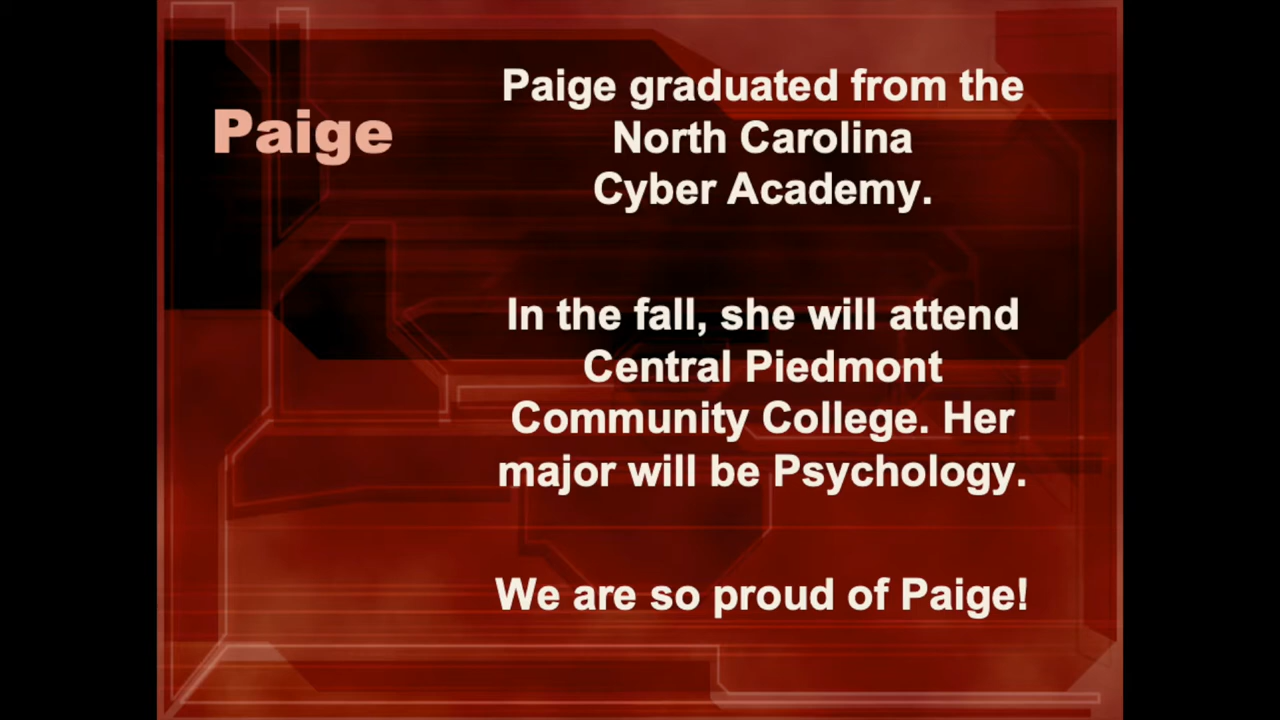 Paige
Paige graduated from the
North Carolina
Cyber Academy.
In the fall, she will attend
Central Piedmont
Community College. Her
major will be Psychology.
We are so proud of Paige!